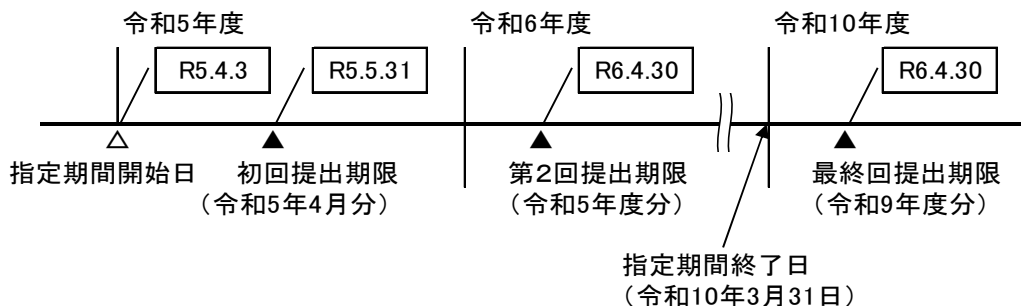 令和5年度
令和6年度
令和10年度
R5.4.3
R5.5.31
R6.4.30
R6.4.30
指定期間開始日
初回提出期限
(令和5年4月分)
第2回提出期限
(令和5年度分)
最終回提出期限
(令和9年度分)
指定期間終了日
(令和10年3月31日)